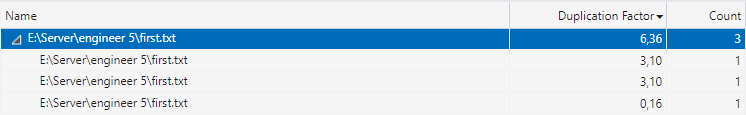 Name Duplication Factor Count
E:\Server\engineer 5\first.txt 6,36 3
E:\Server\engineer 5\first.txt 3,10 1
E:\Server\engineer 5\first.txt 3,10 1
E:\Server\engineer 5\first.txt 0,16 1